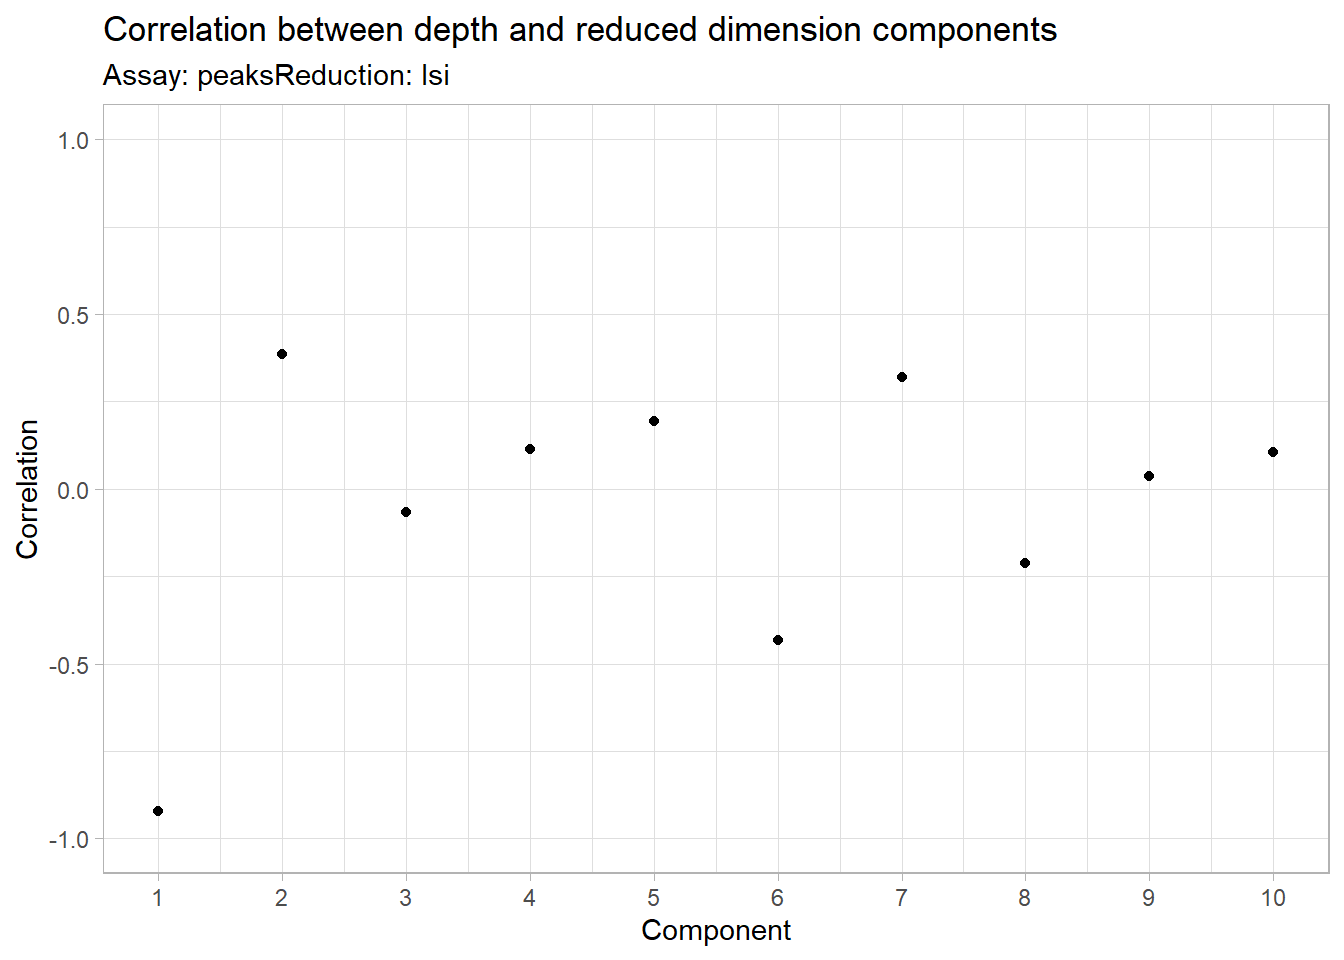 Correlation between depth and reduced dimension components
Assay: peaksReduction: lsi
1.0
0.5
0.0
-0.5
-1.0
Correlation
1 2 3 4 5 6 7 8 9 10
Component